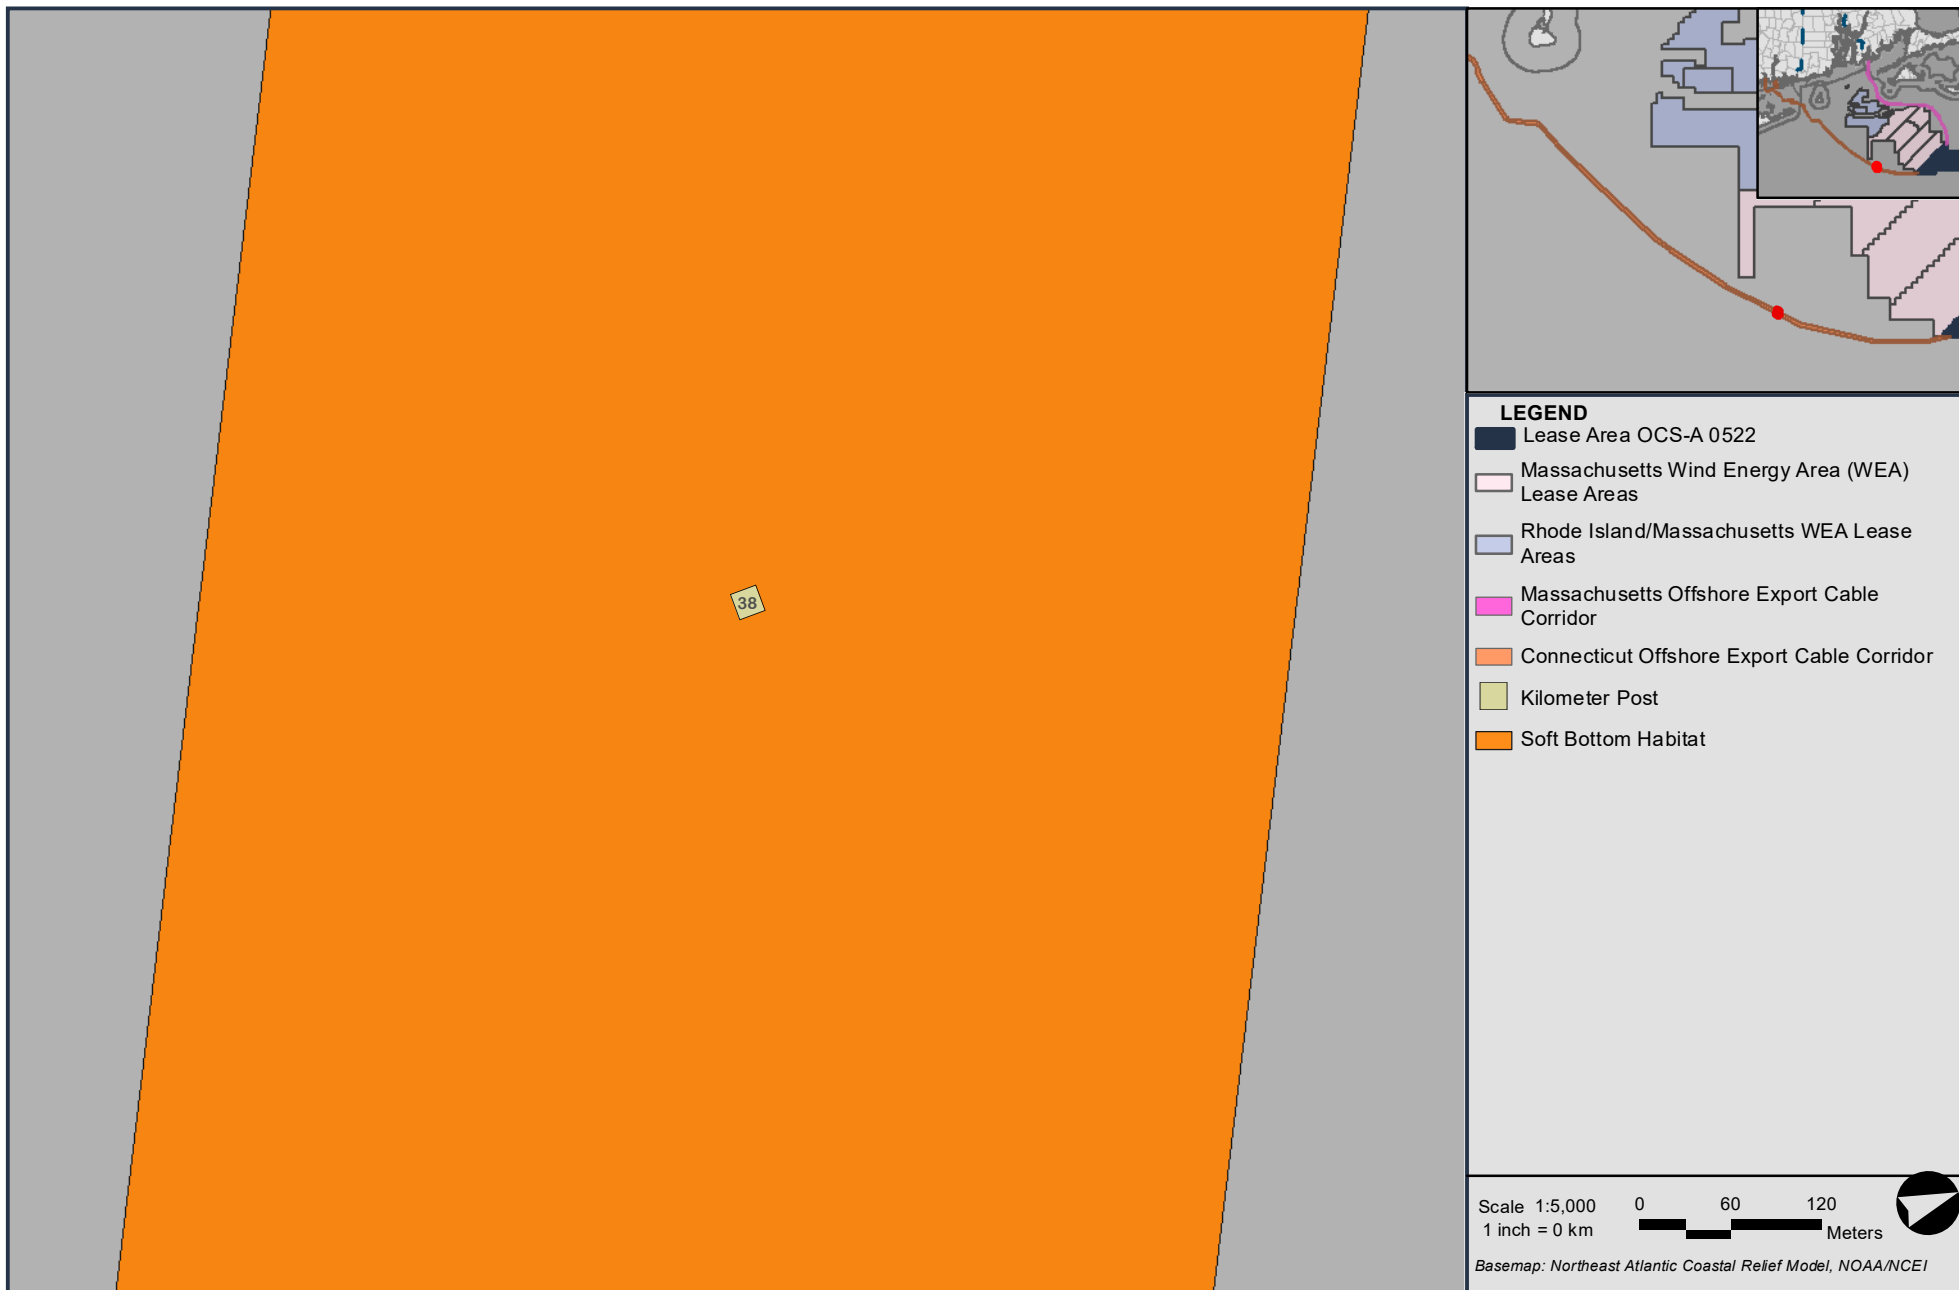 38
LEGEND
Lease Area OCS-A 0522
Massachusetts Wind Energy Area (WEA)
Lease Areas
Rhode Island/Massachusetts WEA Lease
Areas
Massachusetts Offshore Export Cable
Corridor
Connecticut Offshore Export Cable Corridor
Kilometer Post
Soft Bottom Habitat
Scale 1:5,000
1 inch = 0 km
0 60 120
Meters
Basemap: Northeast Atlantic Coastal Relief Model, NOAA/NCEI